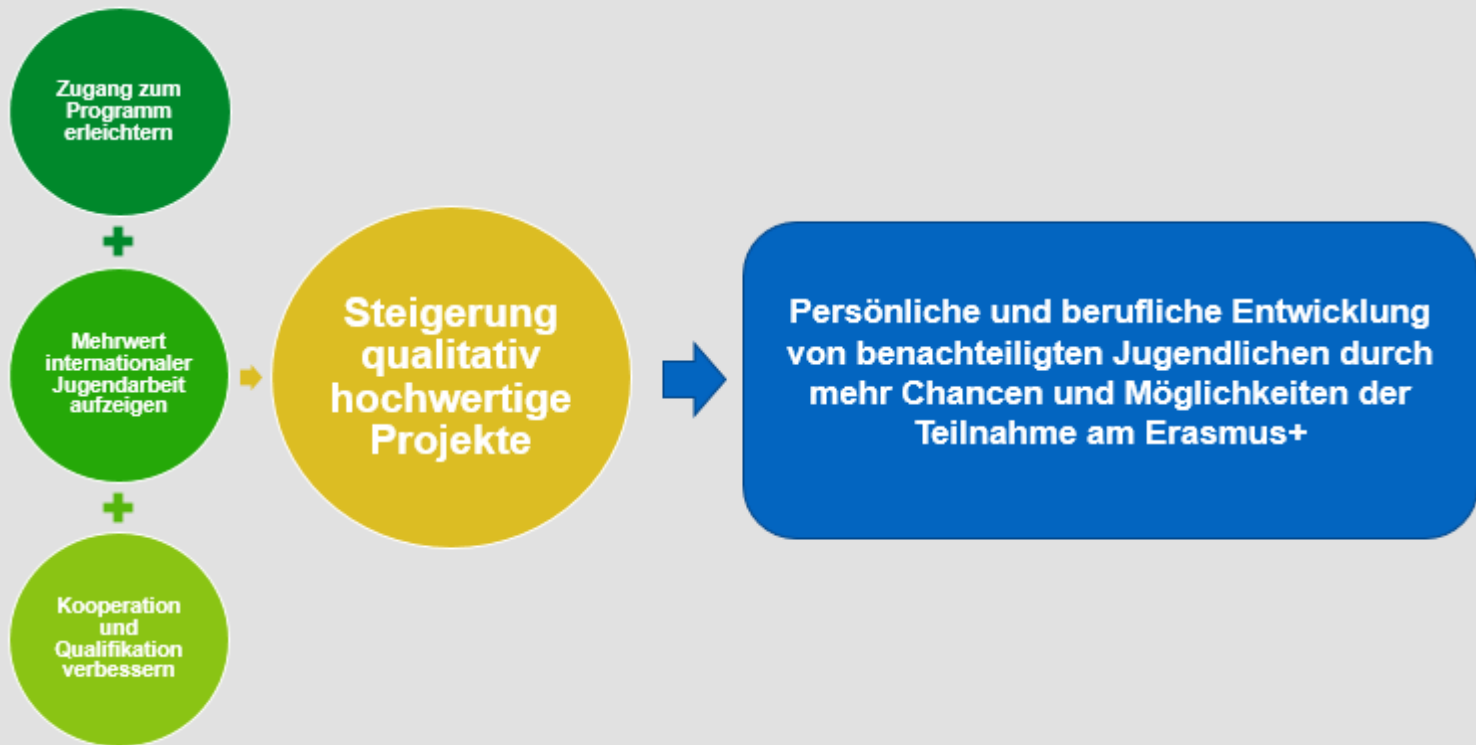 Zugang zum
Programm
erleichtern
Mehrwert
internationaler
Jugendarbeit
aufzeigen
Kooperation
und
Qualifikation
verbessern
Steigerung
qualitativ
hochwertige
Projekte
Persönliche und berufliche Entwicklung
von benachteiligten Jugendlichen durch
mehr Chancen und Möglichkeiten der
Teilnahme am Erasmus+